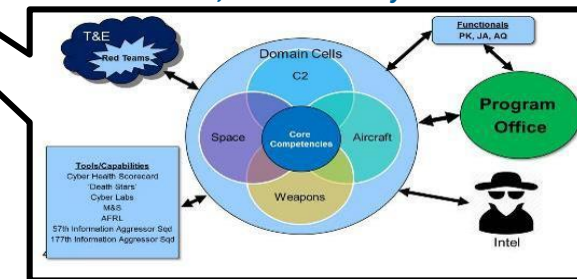 T&E
Red Teams
Functionals
PK, JA, AQ
Domain Cells
C2
Space
Core
Competencies
Aircraft
Weapons
Program
Office
Tools/Capabilities
Cyber Health Scorecard
'Death Stars'
Cyber Labs
M&S
AFRL
57th Information Aggressor Sqd
177th Information Aggressor Sqd
Intel
4